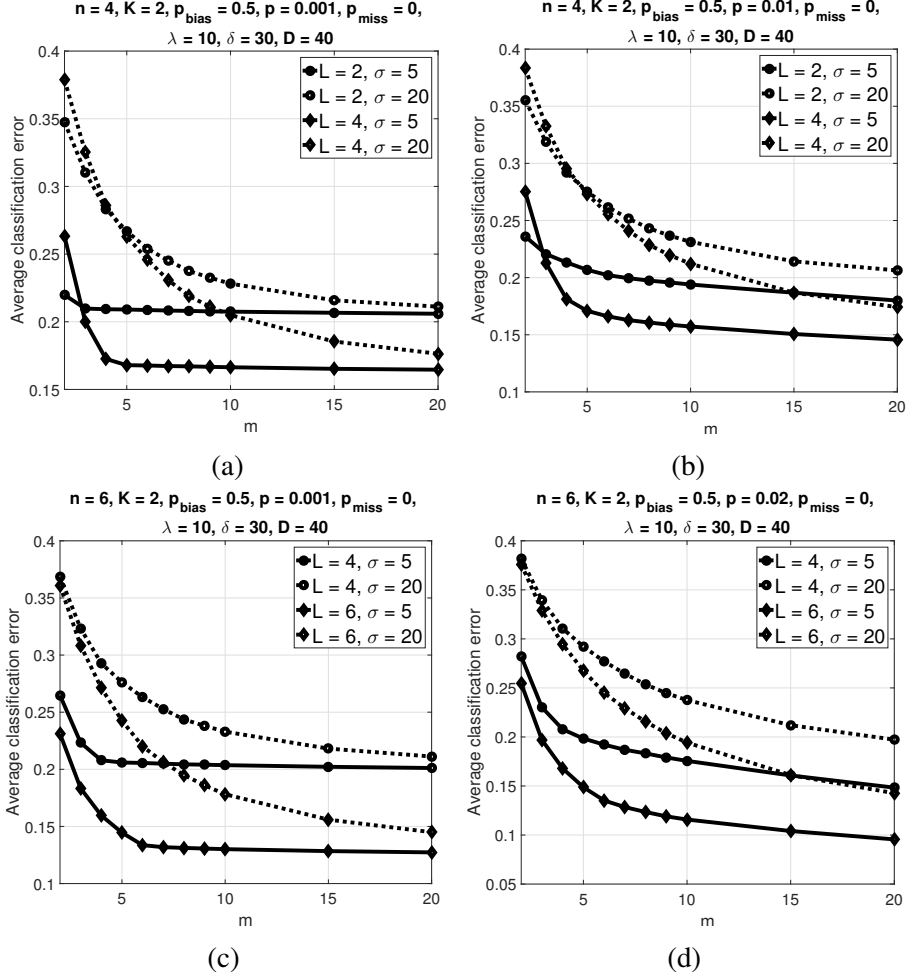 n = 4, K = 2, p_bias = 0.5, p = 0.001, p_miss = 0,
λ = 10, δ = 30, D = 40
Average classification error
0.4
0.35
0.3
0.25
0.2
0.15
5
10
15
20
m
L = 2, σ = 5
L = 2, σ = 20
L = 4, σ = 5
L = 4, σ = 20
(a)
n = 4, K = 2, p_bias = 0.5, p = 0.01, p_miss = 0,
λ = 10, δ = 30, D = 40
Average classification error
0.4
0.35
0.3
0.25
0.2
0.15
0.1
5
10
15
20
m
L = 2, σ = 5
L = 2, σ = 20
L = 4, σ = 5
L = 4, σ = 20
(b)
n = 6, K = 2, p_bias = 0.5, p = 0.001, p_miss = 0,
λ = 10, δ = 30, D = 40
Average classification error
0.4
0.35
0.3
0.25
0.2
0.15
0.1
5
10
15
20
m
L = 4, σ = 5
L = 4, σ = 20
L = 6, σ = 5
L = 6, σ = 20
(c)
n = 6, K = 2, p_bias = 0.5, p = 0.02, p_miss = 0,
λ = 10, δ = 30, D = 40
Average classification error
0.4
0.35
0.3
0.25
0.2
0.15
0.1
0.05
5
10
15
20
m
L = 4, σ = 5
L = 4, σ = 20
L = 6, σ = 5
L = 6, σ = 20
(d)